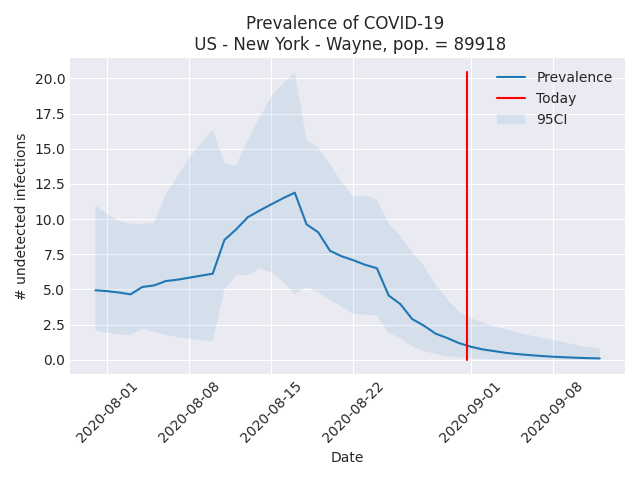 Prevalence of COVID-19
US - New York - Wayne, pop. = 89918
Prevalence
Today
95CI
# undetected infections
20.0
17.5
15.0
12.5
10.0
7.5
5.0
2.5
0.0
2020-08-01
2020-08-08
2020-08-15
2020-08-22
2020-09-01
2020-09-08
Date